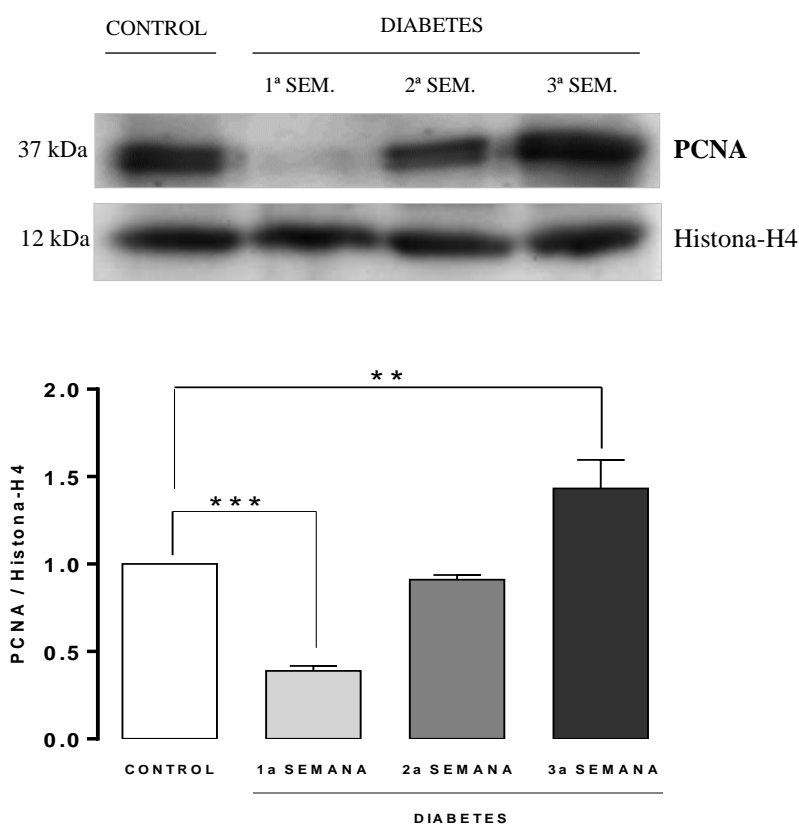 CONTROL DIABETES
1ª SEM. 2ª SEM. 3ª SEM.
37 kDa PCNA
12 kDa Histona-H4
2.0
**
1.5
***
1.0
0.5
0.0
PCNA / Histona-H4
CONTROL 1a SEMANA 2a SEMANA 3a SEMANA
DIABETES